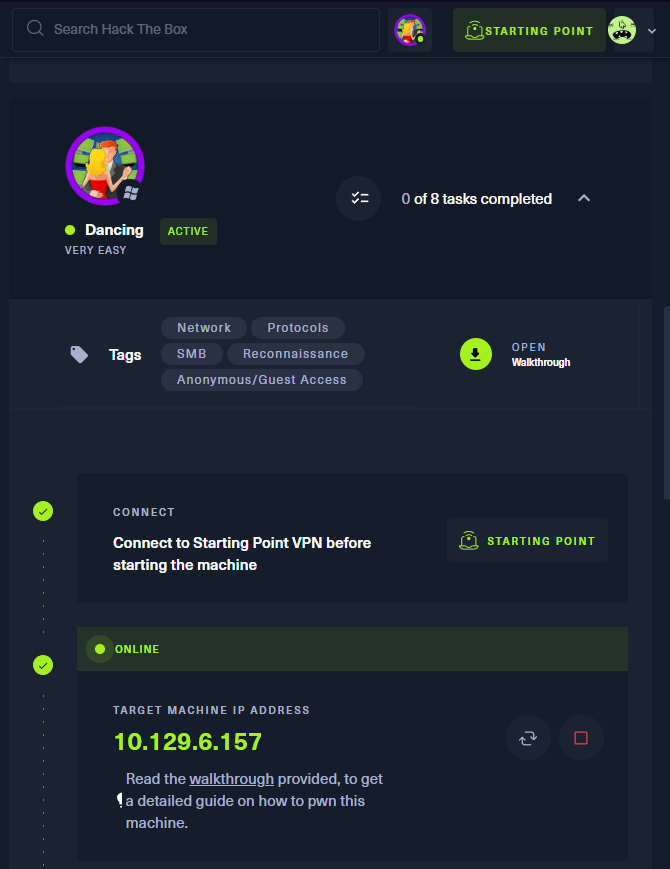 Search Hack The Box
STARTING POINT
0 of 8 tasks completed
Dancing
ACTIVE
VERY EASY
Tags
Network
Protocols
SMB
Reconnaissance
Anonymous/Guest Access
OPEN
Walkthrough
CONNECT
Connect to Starting Point VPN before
starting the machine
STARTING POINT
ONLINE
TARGET MACHINE IP ADDRESS
10.129.6.157
Read the walkthrough provided, to get
a detailed guide on how to pwn this
machine.